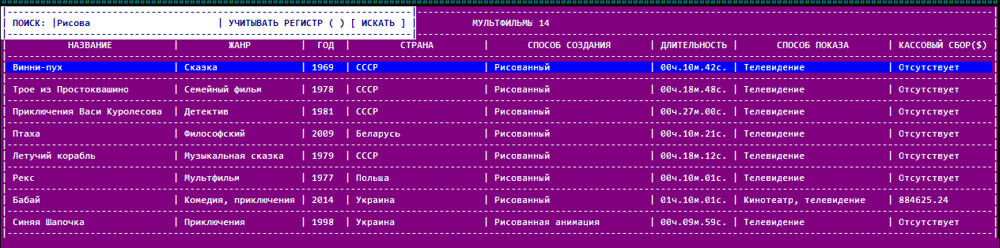 | ПОИСК: |Рисова | УЧИТЫВАТЬ РЕГИСТР ( ) [ ИСКАТЬ ] | МУЛЬТФИЛЬМЫ 14
| НАЗВАНИЕ | ЖАНР | ГОД | СТРАНА | СПОСОБ СОЗДАНИЯ | ДЛИТЕЛЬНОСТЬ | СПОСОБ ПОКАЗА | КАССОВЫЙ СБОР($) |
| Винни-пух | Сказка | 1969 | СССР | Рисованный | 00ч.10м.42с. | Телевидение | Отсутствует |
| Трое из Простоквашино | Семейный фильм | 1978 | СССР | Рисованный | 00ч.18м.48с. | Телевидение | Отсутствует |
| Приключения Васи Куролесова | Детектив | 1981 | СССР | Рисованный | 00ч.27м.00с. | Телевидение | Отсутствует |
| Птаха | Философский | 2009 | Беларусь | Рисованный | 00ч.10м.21с. | Телевидение | Отсутствует |
| Летучий корабль | Музыкальная сказка | 1979 | СССР | Рисованный | 00ч.18м.12с. | Телевидение | Отсутствует |
| Рекс | Мультфильм | 1977 | Польша | Рисованный | 00ч.10м.01с. | Телевидение | Отсутствует |
| Бабай | Комедия, приключения | 2014 | Украина | Рисованный | 01ч.10м.01с. | Кинотеатр, телевидение | 884625.24 |
| Синяя Шапочка | Приключения | 1998 | Украина | Рисованная анимация | 00ч.09м.59с. | Телевидение | Отсутствует |